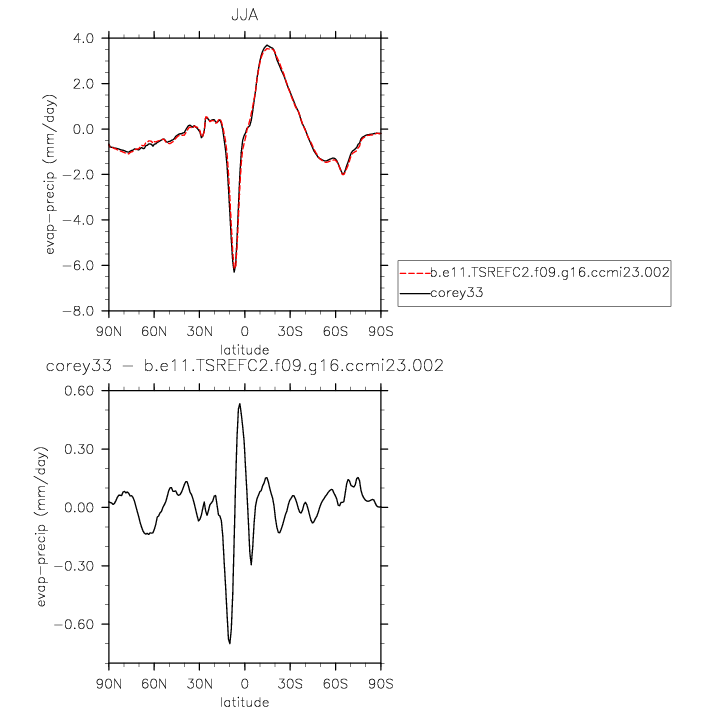 JJA
4.0
2.0
0.0
-2.0
-4.0
-6.0
-8.0
evap-precip (mm/day)
90N 60N 30N 0 30S 60S 90S
latitude
b.e11.TSREFC2.f09.g16.ccmi23.002
corey33
corey33 - b.e11.TSREFC2.f09.g16.ccmi23.002
0.60
0.30
0.00
-0.30
-0.60
evap-precip (mm/day)
90N 60N 30N 0 30S 60S 90S
latitude